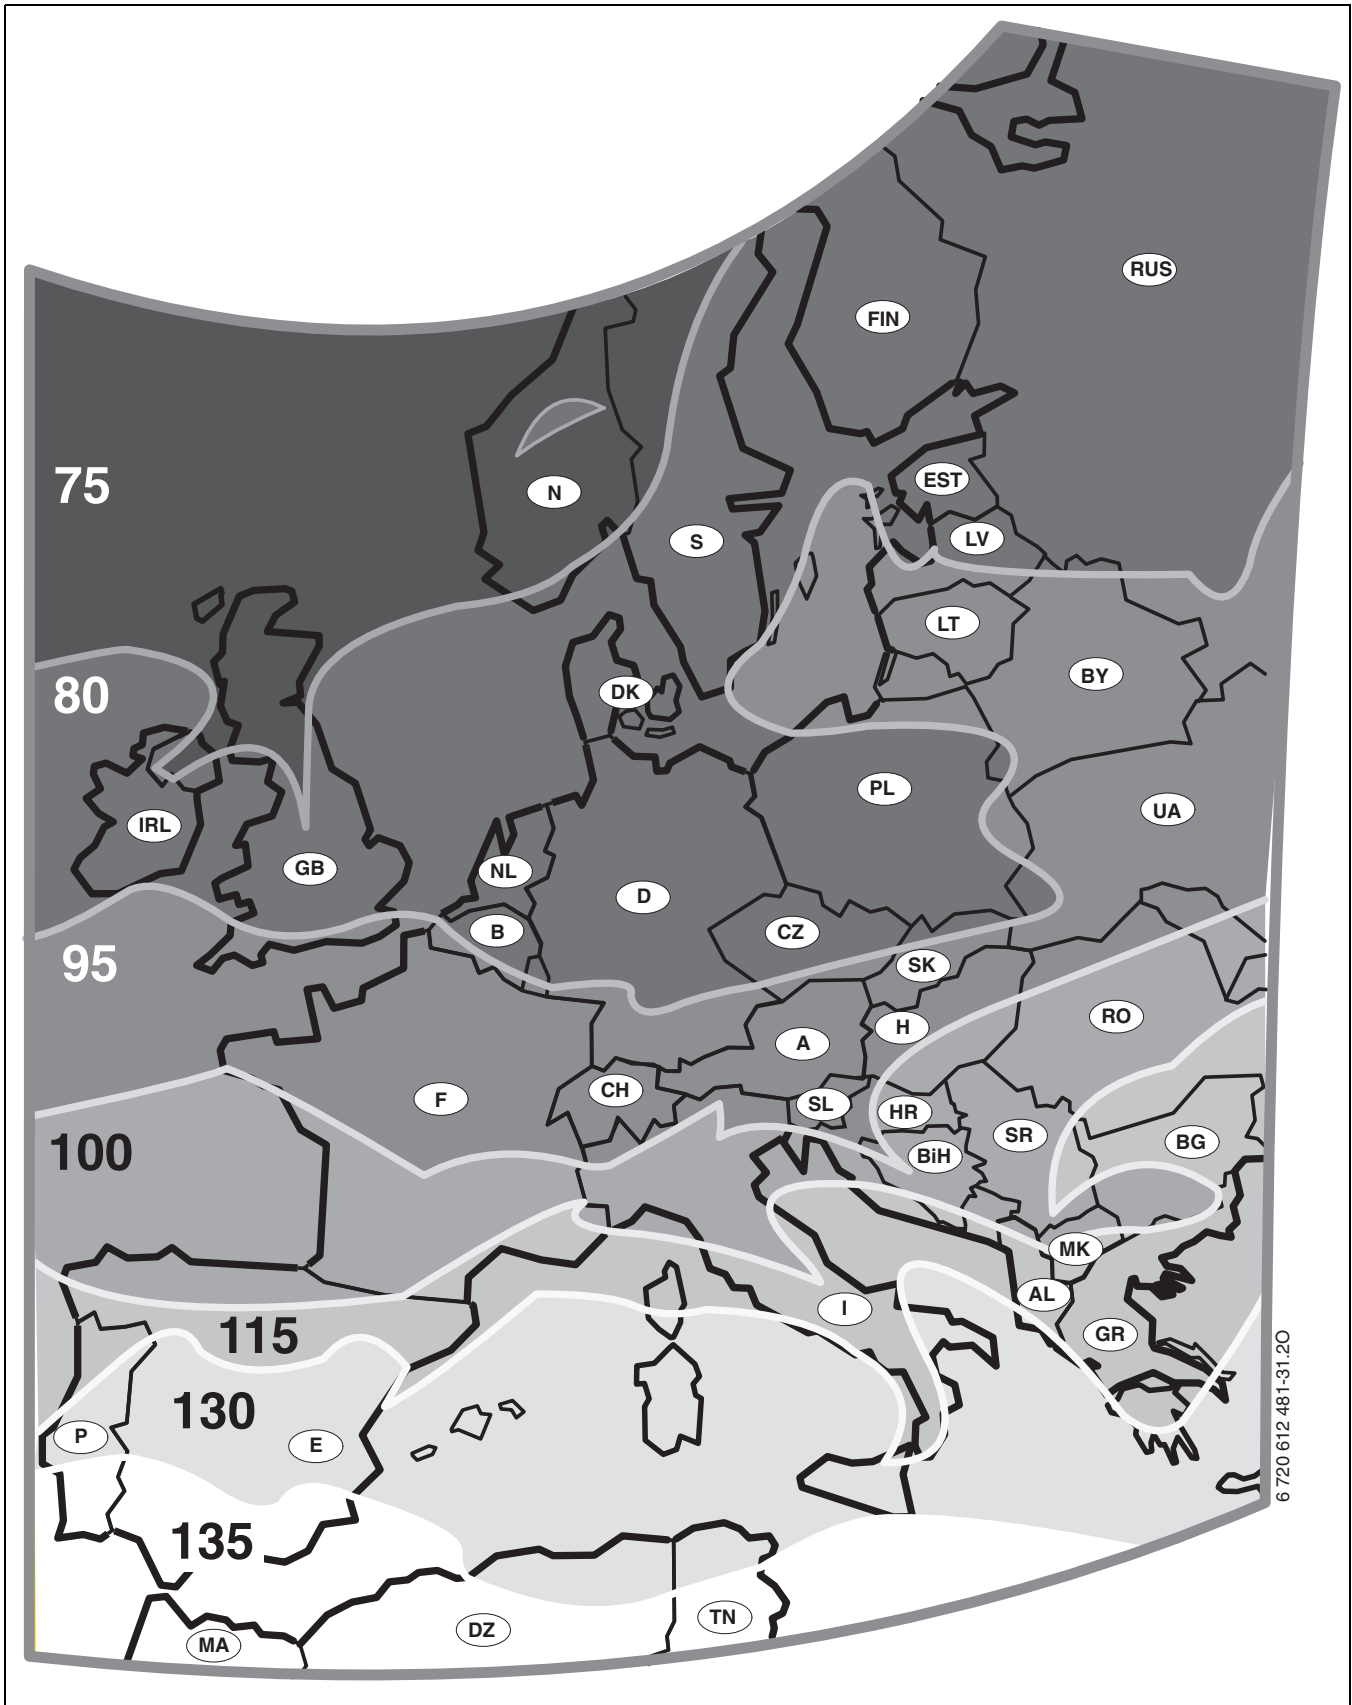 RUS
FIN
75
EST
N
LV
S
LT
BY
80
DK
PL
UA
IRL
GB
NL
D
B
CZ
95
SK
RO
H
A
CH
F
SL
HR
SR
100
BG
BiH
MK
AL
I
115
GR
130
P
E
135
TN
DZ
MA
6 720 612 481-31.2O